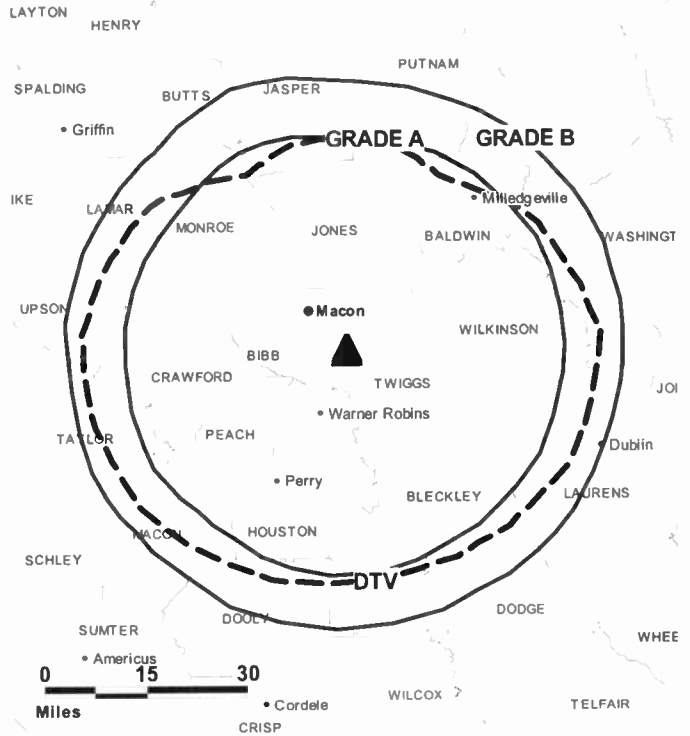 LAYTON
HENRY
PUTNAM
SPALDING
BUTTS
JASPER
Griffin
GRADE A
GRADE B
IKE
LAMAR
Milledgeville
MONROE
JONES
BALDWIN
WASHINGT
UPSON
Macon
WILKINSON
BIBB
CRAWFORD
TWIGGS
JOI
Warner Robins
PEACH
TAYLOR
Dublin
Perry
BLECKLEY
LAURENS
MACON
HOUSTON
SCHLEY
DTV
DOOLY
DODGE
SUMTER
WHEE
Americus
0 15 30
Miles
Cordele
WILCOX
TELFAIR
CRISP